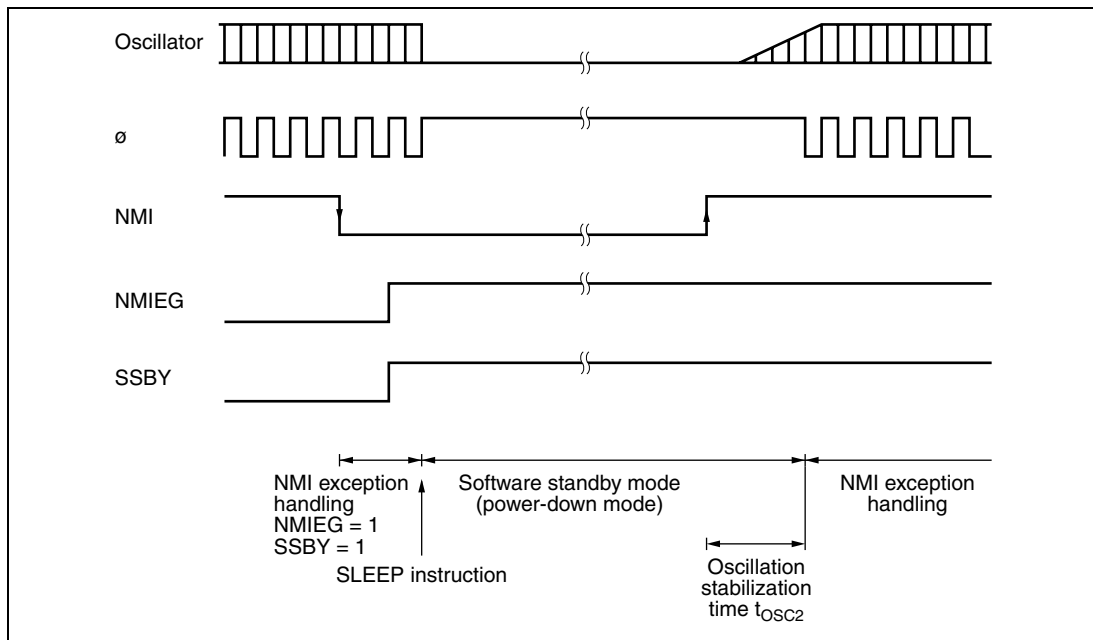 Oscillator
ø
NMI
NMIEG
SSBY
NMI exception
handling
NMIEG = 1
SSBY = 1
Software standby mode
(power-down mode)
NMI exception
handling
SLEEP instruction
Oscillation
stabilization
time tOSC2